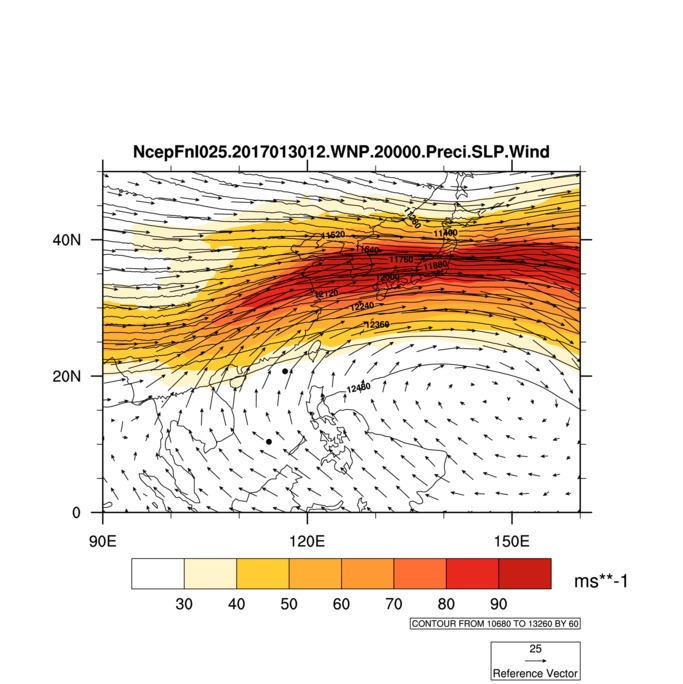 NcepFnl025.2017013012.WNP.20000.Preci.SLP.Wind
40N
20N
0
11520
11640
11760
11880
12000
12120
12240
12360
12480
11400
90E
120E
150E
30 40 50 60 70 80 90
ms**-1
CONTOUR FROM 10680 TO 13260 BY 60
25
Reference Vector